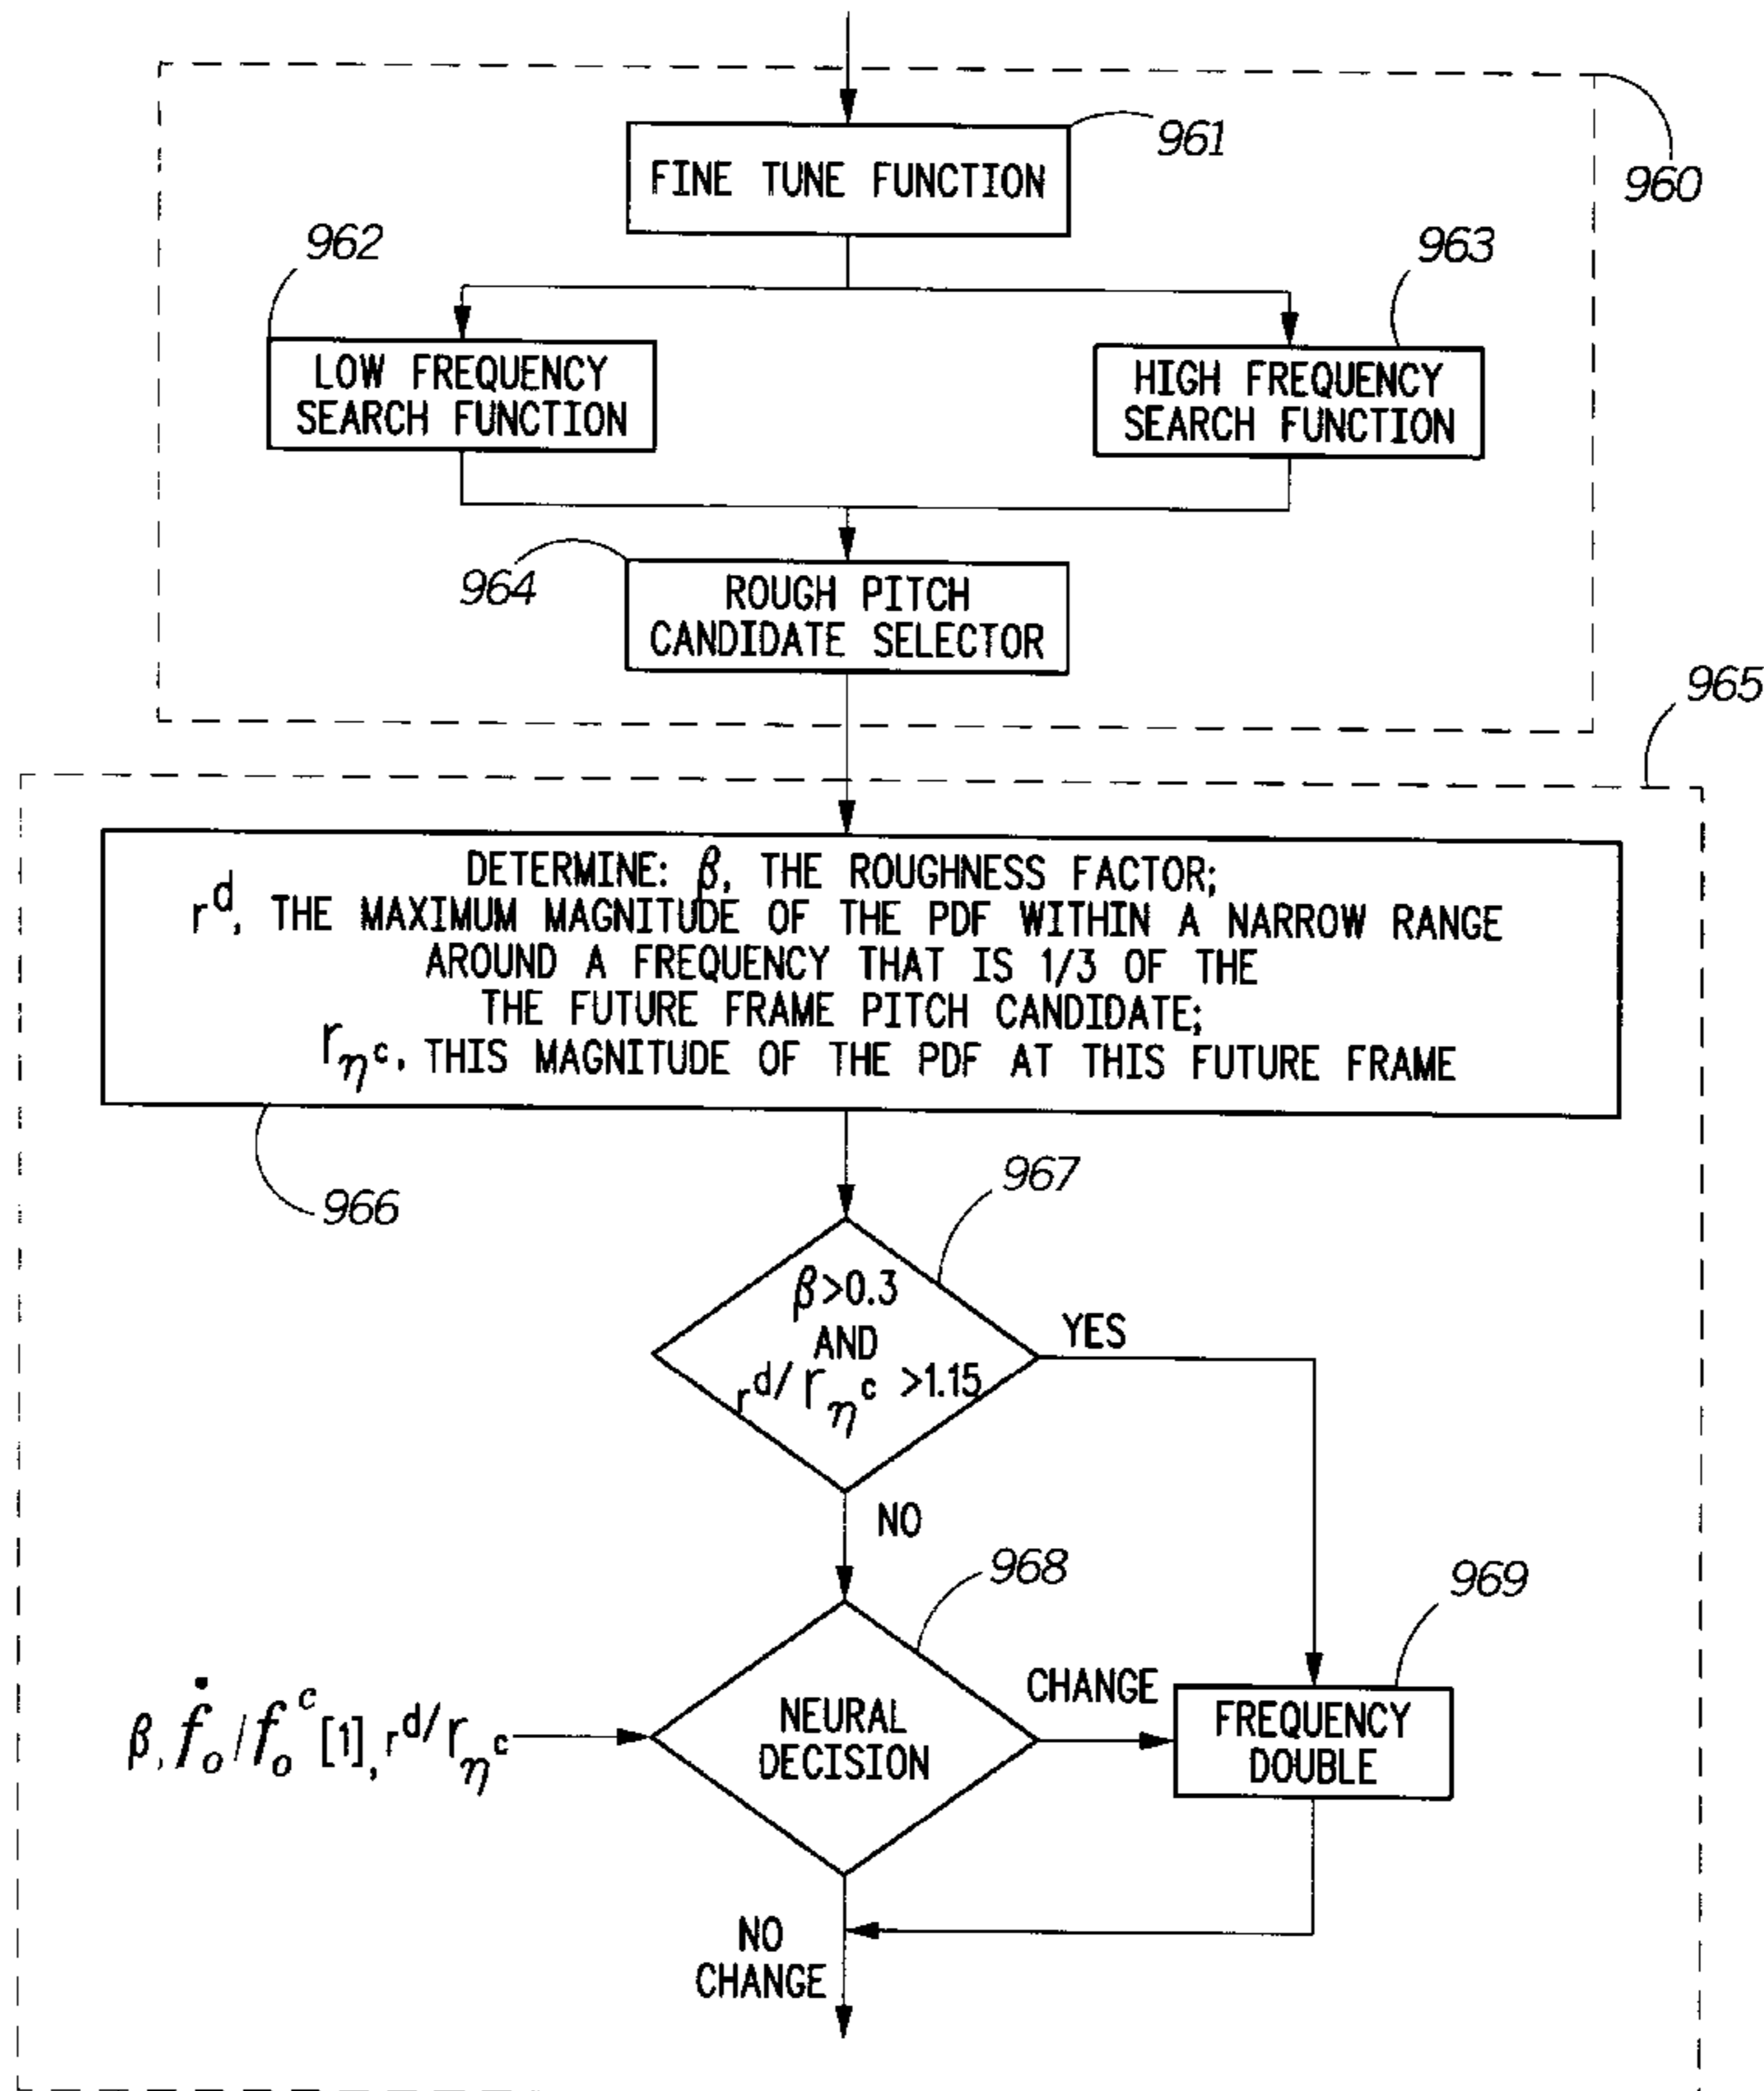 961
FINE TUNE FUNCTION
960
962
963
LOW FREQUENCY
SEARCH FUNCTION
HIGH FREQUENCY
SEARCH FUNCTION
964
ROUGH PITCH
CANDIDATE SELECTOR
965
DETERMINE: β, THE ROUGHNESS FACTOR;
r^d, THE MAXIMUM MAGNITUDE OF THE PDF WITHIN A NARROW RANGE
AROUND A FREQUENCY THAT IS 1/3 OF THE
THE FUTURE FRAME PITCH CANDIDATE;
r_η^c, THIS MAGNITUDE OF THE PDF AT THIS FUTURE FRAME
966
967
β>0.3
AND
r^d/r_η^c >1.15
YES
NO
968
969
NEURAL
DECISION
CHANGE
FREQUENCY
DOUBLE
β, ḟ_o/f_o^c[1], r^d/r_η^c
NO
CHANGE